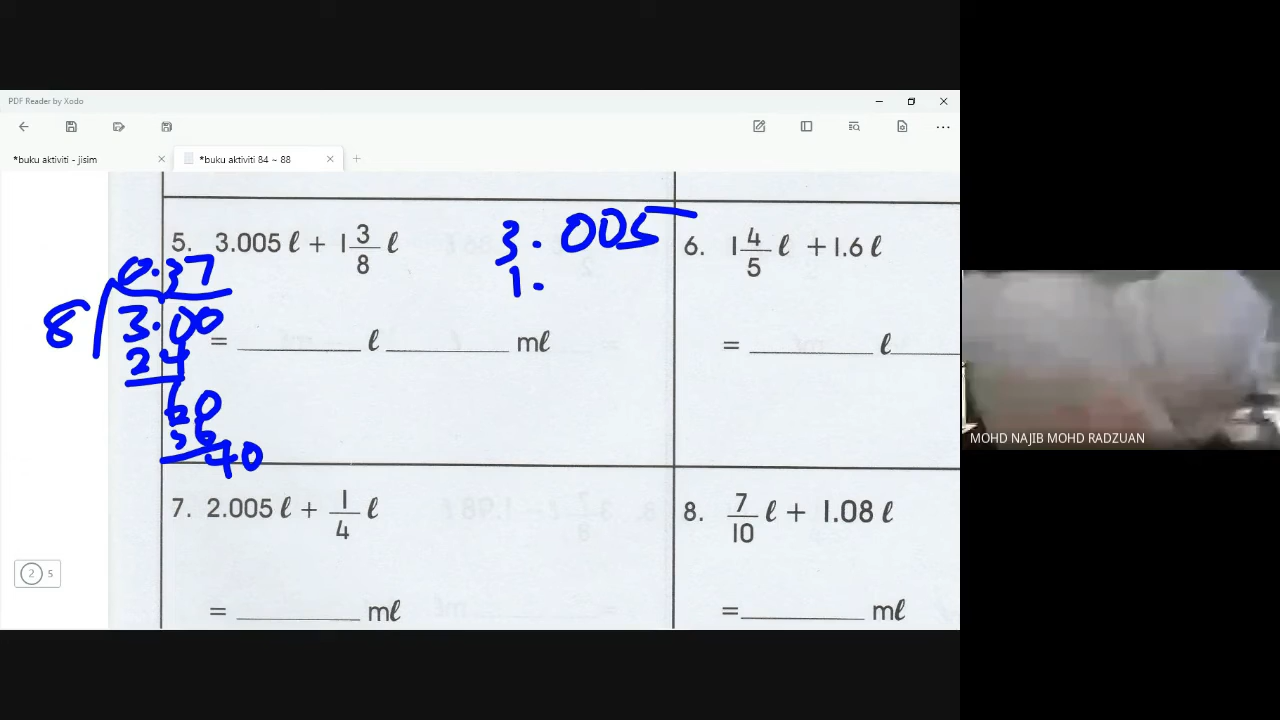 PDF Reader by Xodo
*buku aktiviti - jisim
*buku aktiviti 84 ~ 88
5. 3.005 ℓ + 1 3/8 ℓ
= ________ ℓ ________ mℓ
3.005
1.
0.37
8 3.00
24
60
56
40
6. 1 4/5 ℓ + 1.6 ℓ
= ________ ℓ ________
7. 2.005 ℓ + 1/4 ℓ
= ________ mℓ
8. 7/10 ℓ + 1.08 ℓ
= ________ mℓ
2 5
MOHD NAJIB MOHD RADZUAN